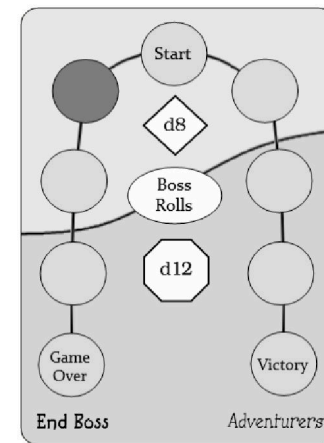 Start
d8
Boss
Rolls
d12
Game
Over
Victory
End Boss
Adventurers